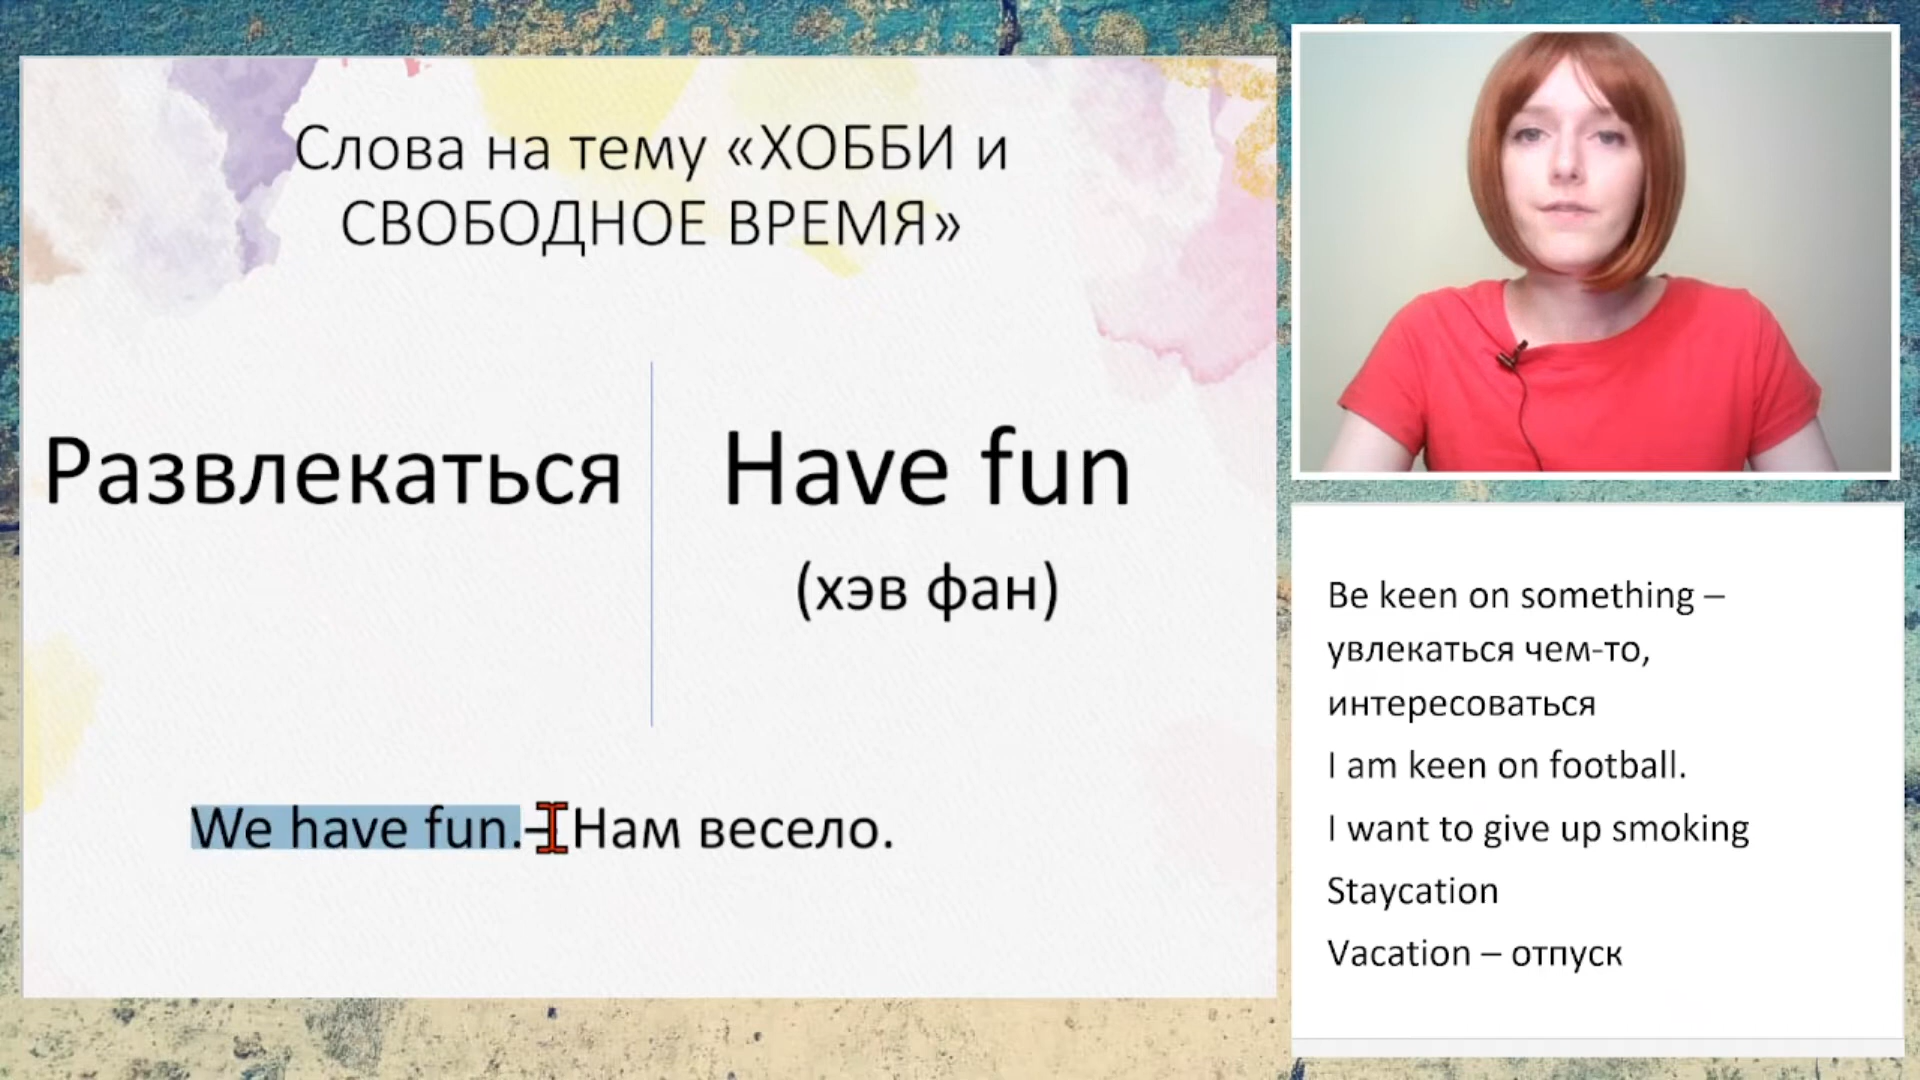 Слова на тему «ХОББИ и
СВОБОДНОЕ ВРЕМЯ»
Развлекаться
Have fun
(хэв фан)
We have fun.– Нам весело.
Be keen on something –
увлекаться чем-то,
интересоваться
I am keen on football.
I want to give up smoking
Staycation
Vacation – отпуск